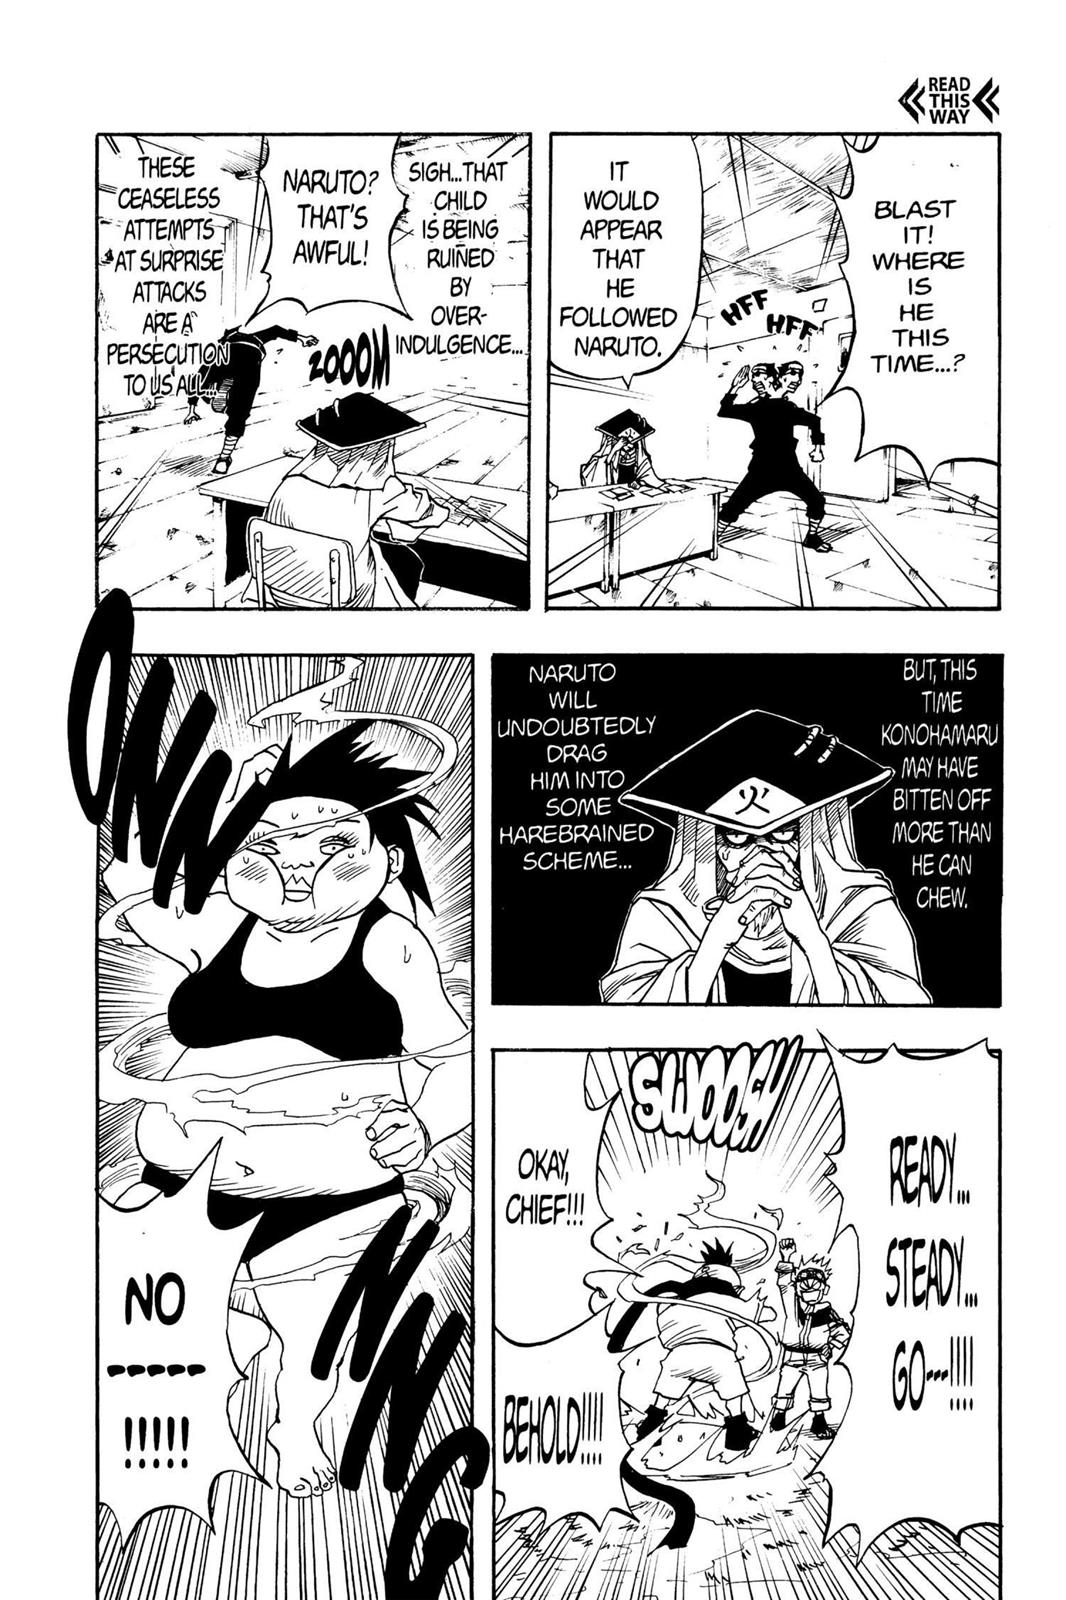 READ
THIS
WAY
BLAST
IT!
WHERE
IS
HE
THIS
TIME...?
HFF
HFF
IT
WOULD
APPEAR
THAT
HE
FOLLOWED
NARUTO.
SIGH...THAT
CHILD
IS BEING
RUINED
BY
OVER-
INDULGENCE...
NARUTO?
THAT'S
AWFUL!
ZOOOM
THESE
CEASELESS
ATTEMPTS
AT SURPRISE
ATTACKS
ARE A
PERSECUTION
TO US ALL...
BUT, THIS
TIME
KONOHAMARU
MAY HAVE
BITTEN OFF
MORE THAN
HE CAN
CHEW.
火
NARUTO
WILL
UNDOUBTEDLY
DRAG
HIM INTO
SOME
HAREBRAINED
SCHEME...
READY...
STEADY...
GO---!!!!
SWOOSH
OKAY,
CHIEF!!!
BEHOLD!!!!
ONNN
NNNG
NO
-----
!!!!!